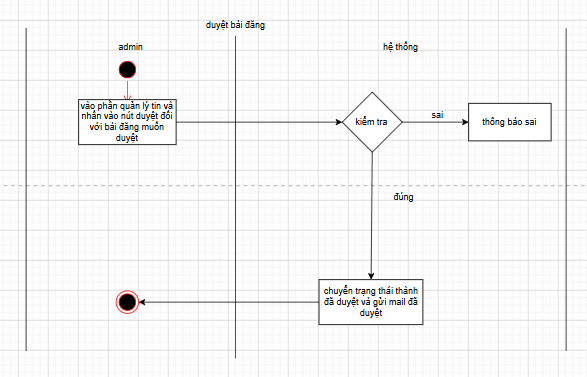 duyệt bài đăng
admin
hệ thống
vào phần quản lý tin và
nhấn vào nút duyệt đối
với bài đăng muốn
duyệt
kiểm tra
sai
thông báo sai
đúng
chuyển trạng thái thành
đã duyệt và gửi mail đã
duyệt